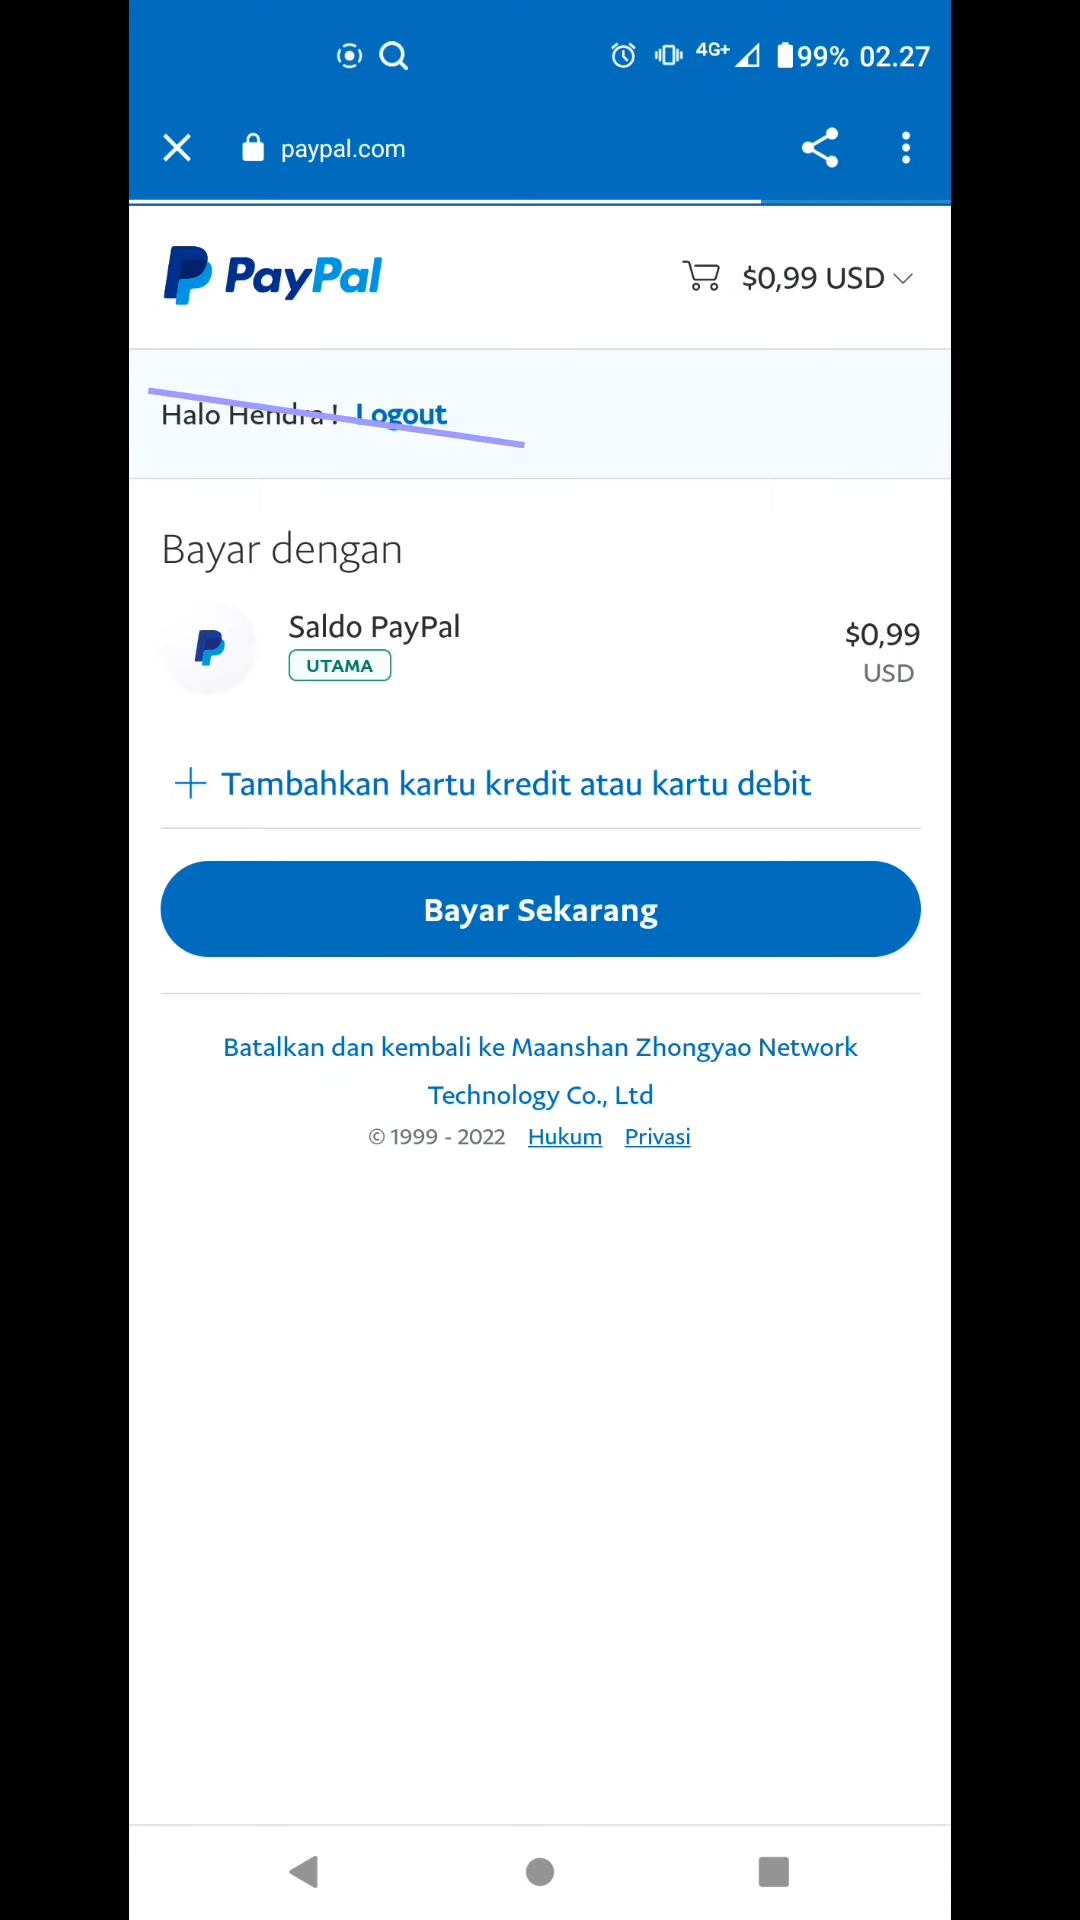 4G+ 99% 02.27
paypal.com
PayPal $0,99 USD
Halo Hendra ! Logout
Bayar dengan
Saldo PayPal $0,99
UTAMA USD
Tambahkan kartu kredit atau kartu debit
Bayar Sekarang
Batalkan dan kembali ke Maanshan Zhongyao Network
Technology Co., Ltd
© 1999 - 2022 Hukum Privasi